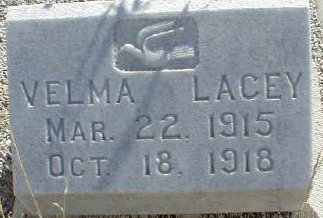 VELMA LACEY
MAR. 22. 1915
OCT. 18. 1918